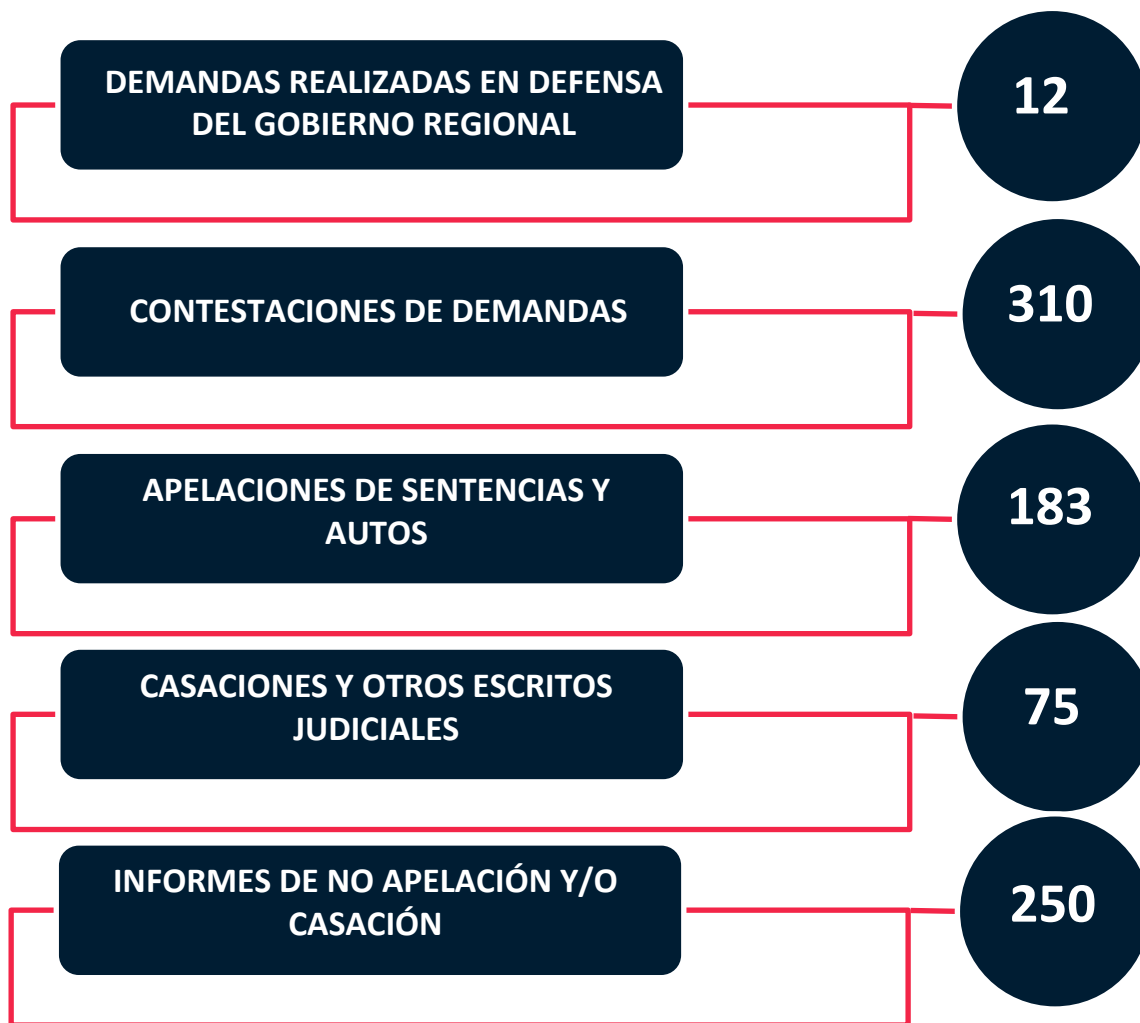 DEMANDAS REALIZADAS EN DEFENSA
DEL GOBIERNO REGIONAL
12
CONTESTACIONES DE DEMANDAS
310
APELACIONES DE SENTENCIAS Y
AUTOS
183
CASACIONES Y OTROS ESCRITOS
JUDICIALES
75
INFORMES DE NO APELACIÓN Y/O
CASACIÓN
250